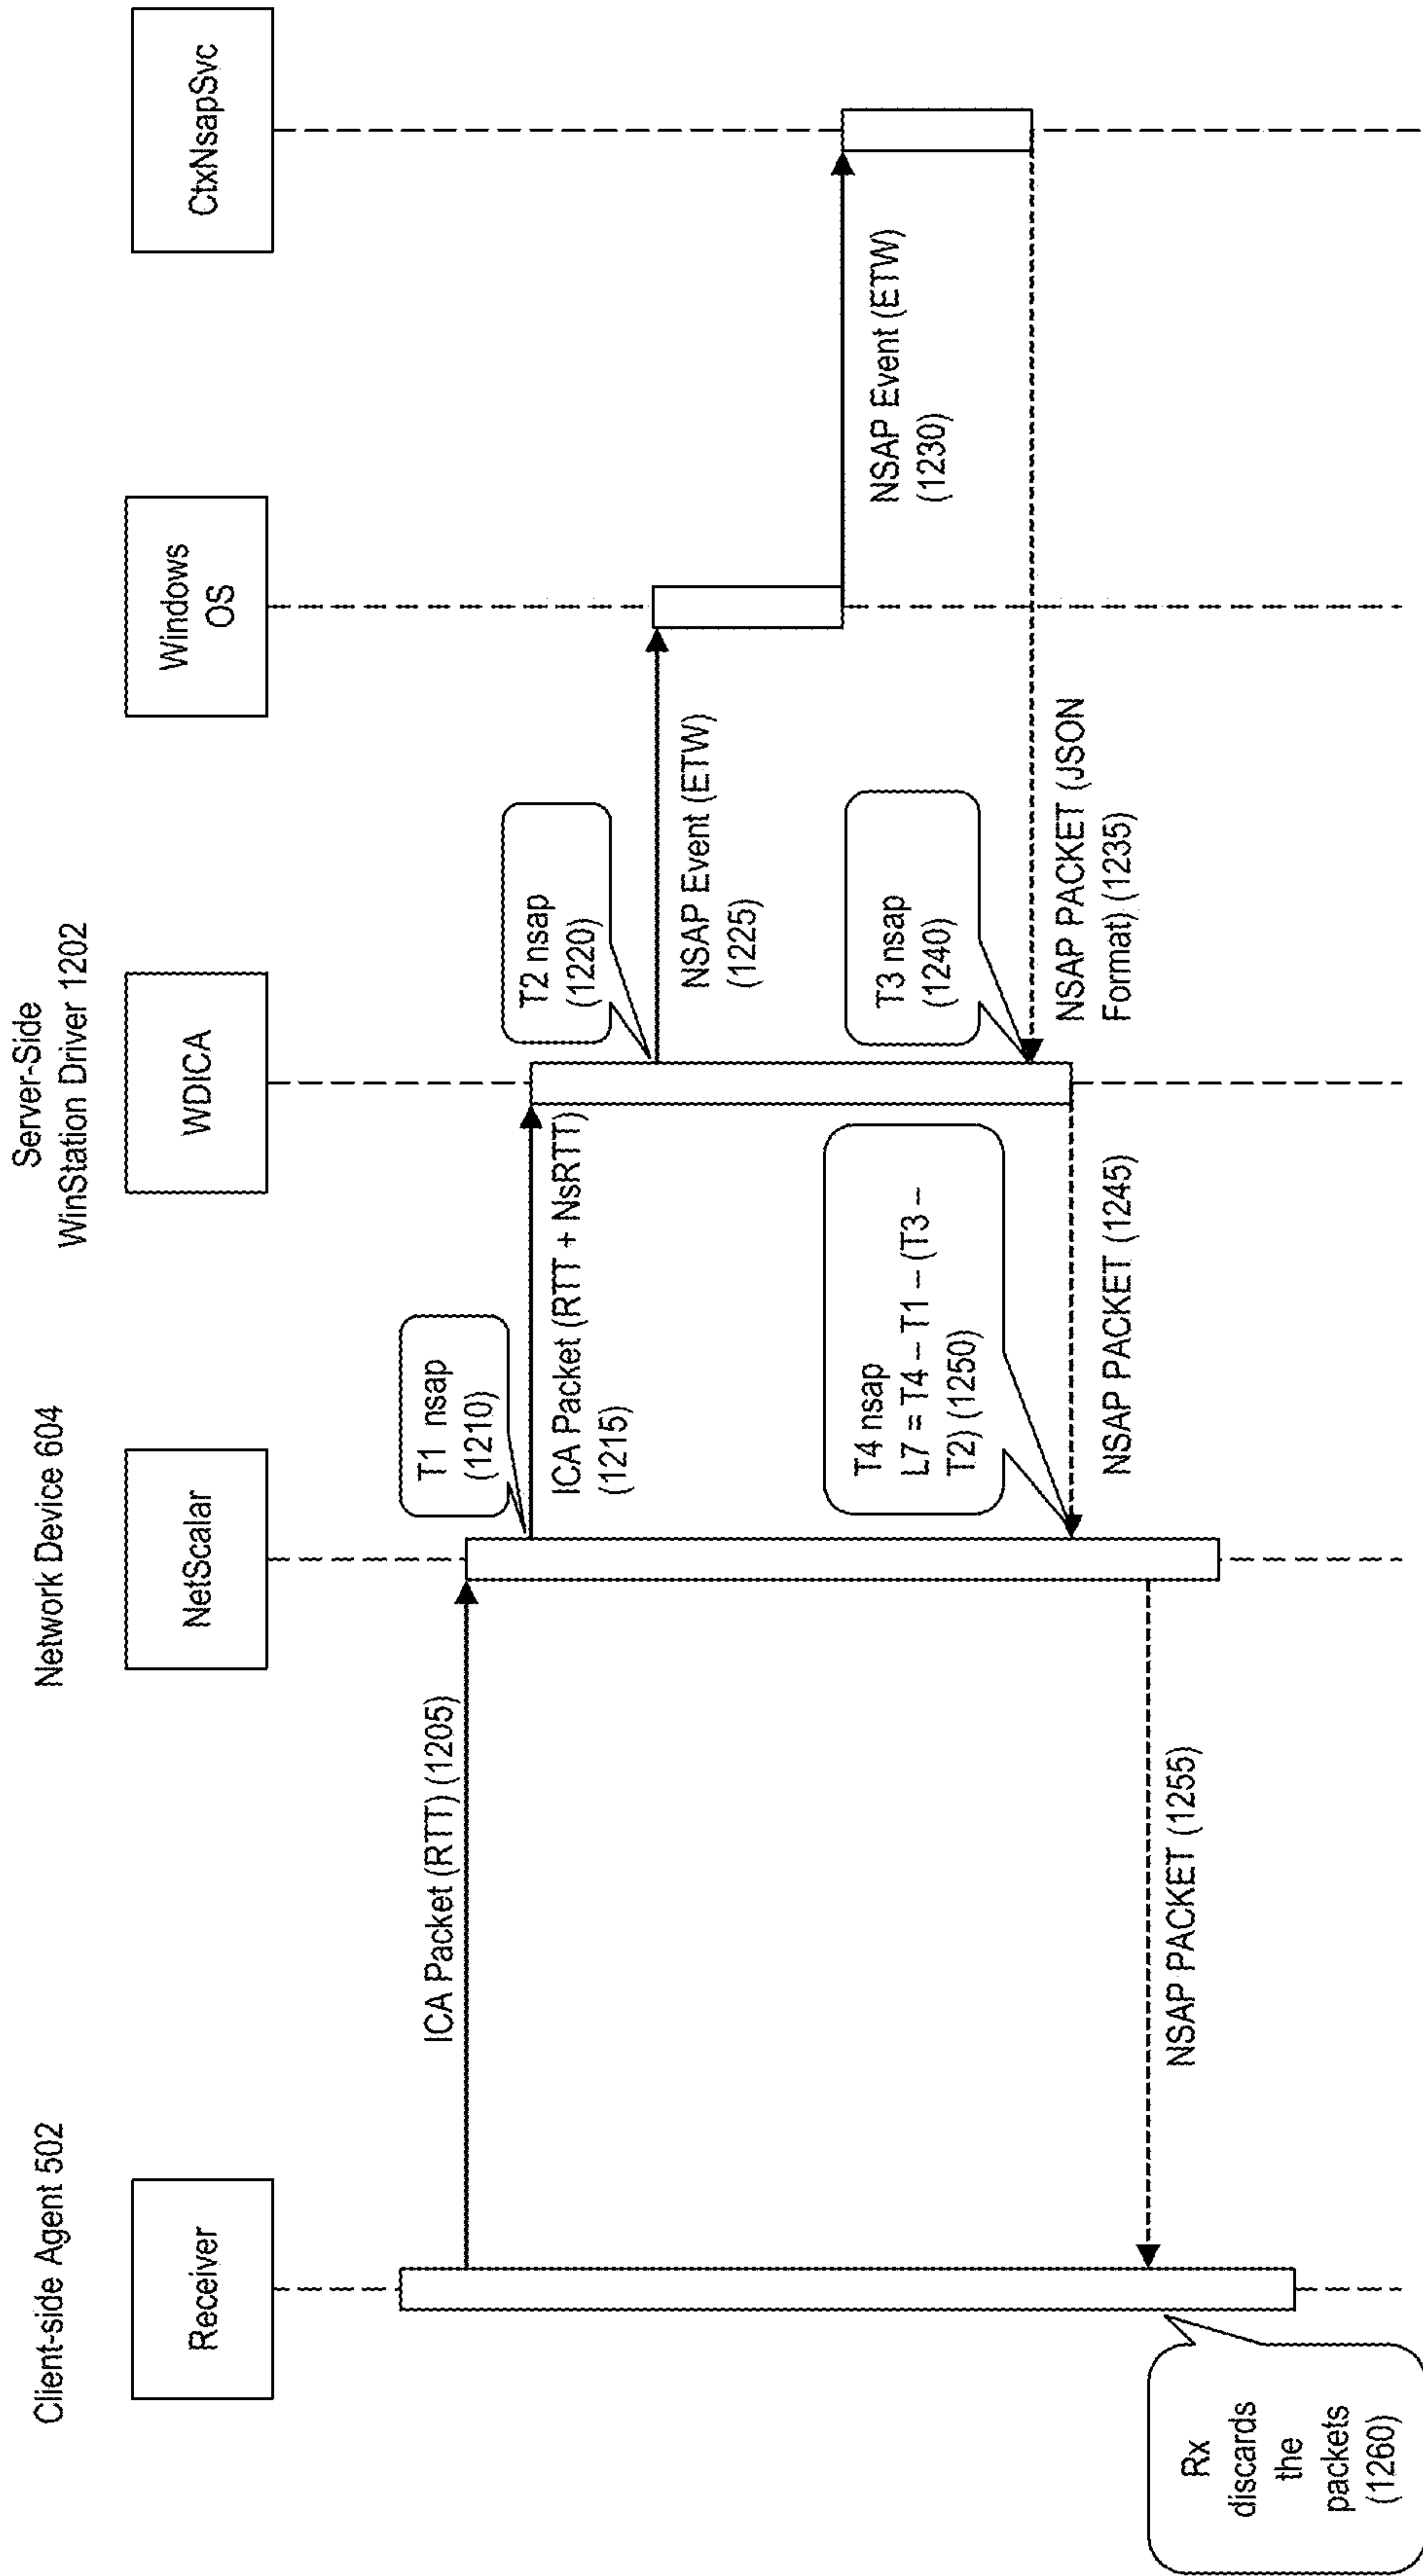 Client-side Agent 502
Network Device 604
Server-Side
WinStation Driver 1202
Receiver
NetScalar
WDICA
Windows
OS
CtxNsapSvc
ICA Packet (RTT) (1205)
T1 nsap
(1210)
ICA Packet (RTT + NsRTT)
(1215)
T2 nsap
(1220)
NSAP Event (ETW)
(1225)
NSAP Event (ETW)
(1230)
NSAP PACKET (JSON
Format) (1235)
T3 nsap
(1240)
NSAP PACKET (1245)
T4 nsap
L7 = T4 – T1 – (T3 –
T2) (1250)
NSAP PACKET (1255)
Rx
discards
the
packets
(1260)